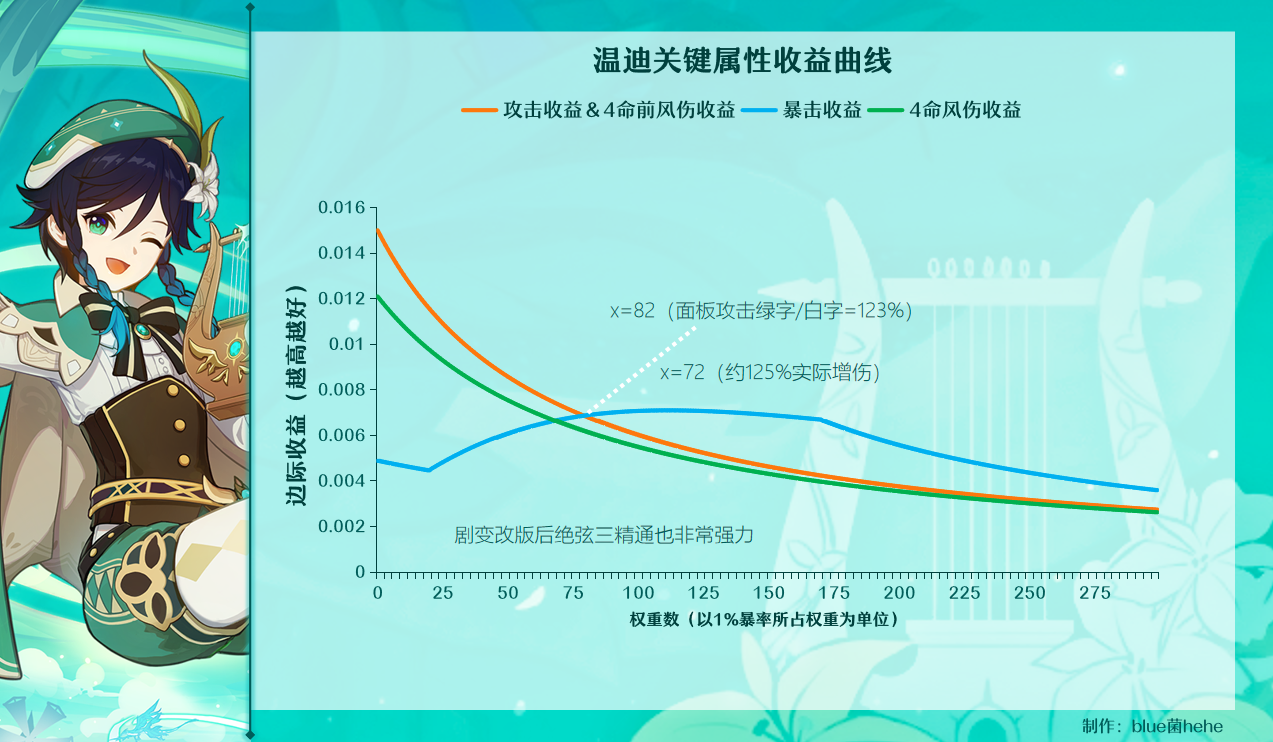 温迪关键属性收益曲线
攻击收益＆4命前风伤收益 暴击收益 4命风伤收益
边际收益（越高越好）
0.016
0.014
0.012
0.01
0.008
0.006
0.004
0.002
0
x=82（面板攻击绿字/白字=123%）
x=72（约125%实际增伤）
剧变改版后绝弦三精通也非常强力
0 25 50 75 100 125 150 175 200 225 250 275
权重数（以1%暴率所占权重为单位）
制作：blue菌hehe